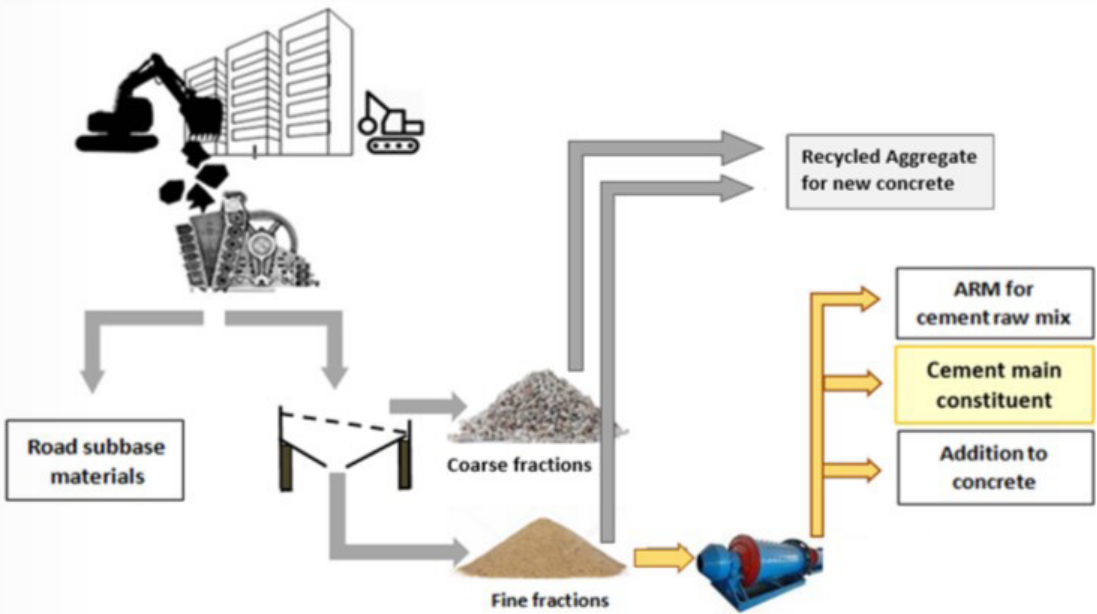 Recycled Aggregate
for new concrete
ARM for
cement raw mix
Cement main
constituent
Addition to
concrete
Road subbase
materials
Coarse fractions
Fine fractions